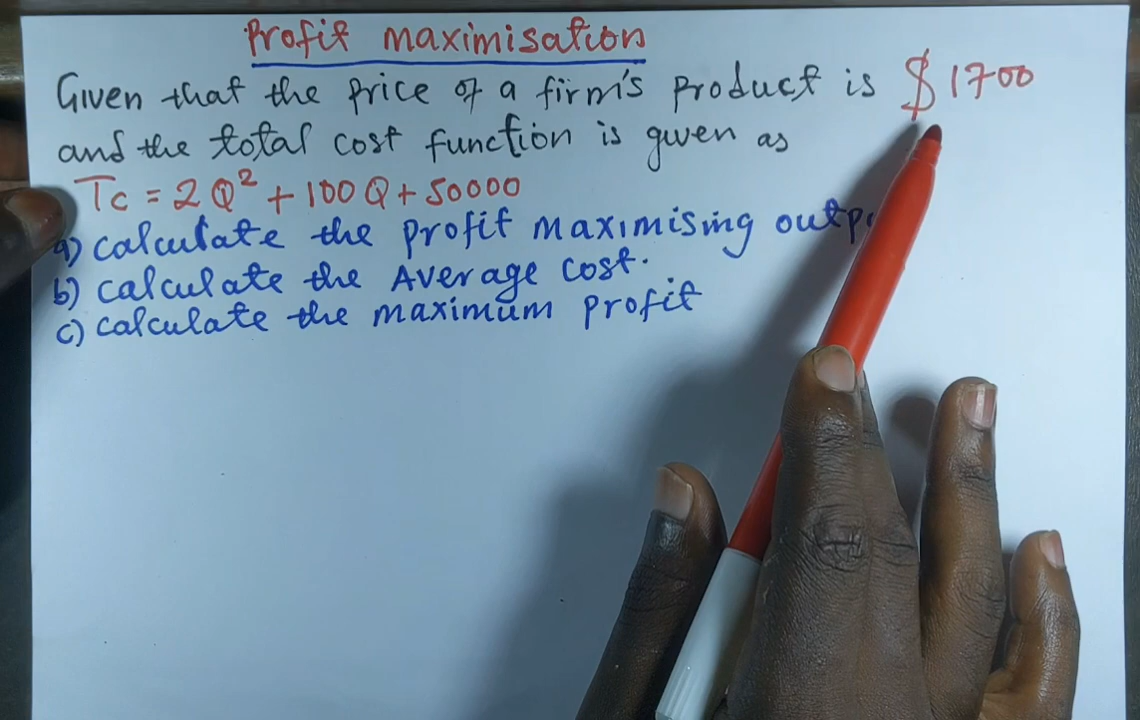 Profit maximisation
Given that the price of a firm's product is $1700
and the total cost function is given as
Tc = 2Q² + 100Q + 50000
a) calculate the profit maximising
b) calculate the Average cost.
c) calculate the maximum profit